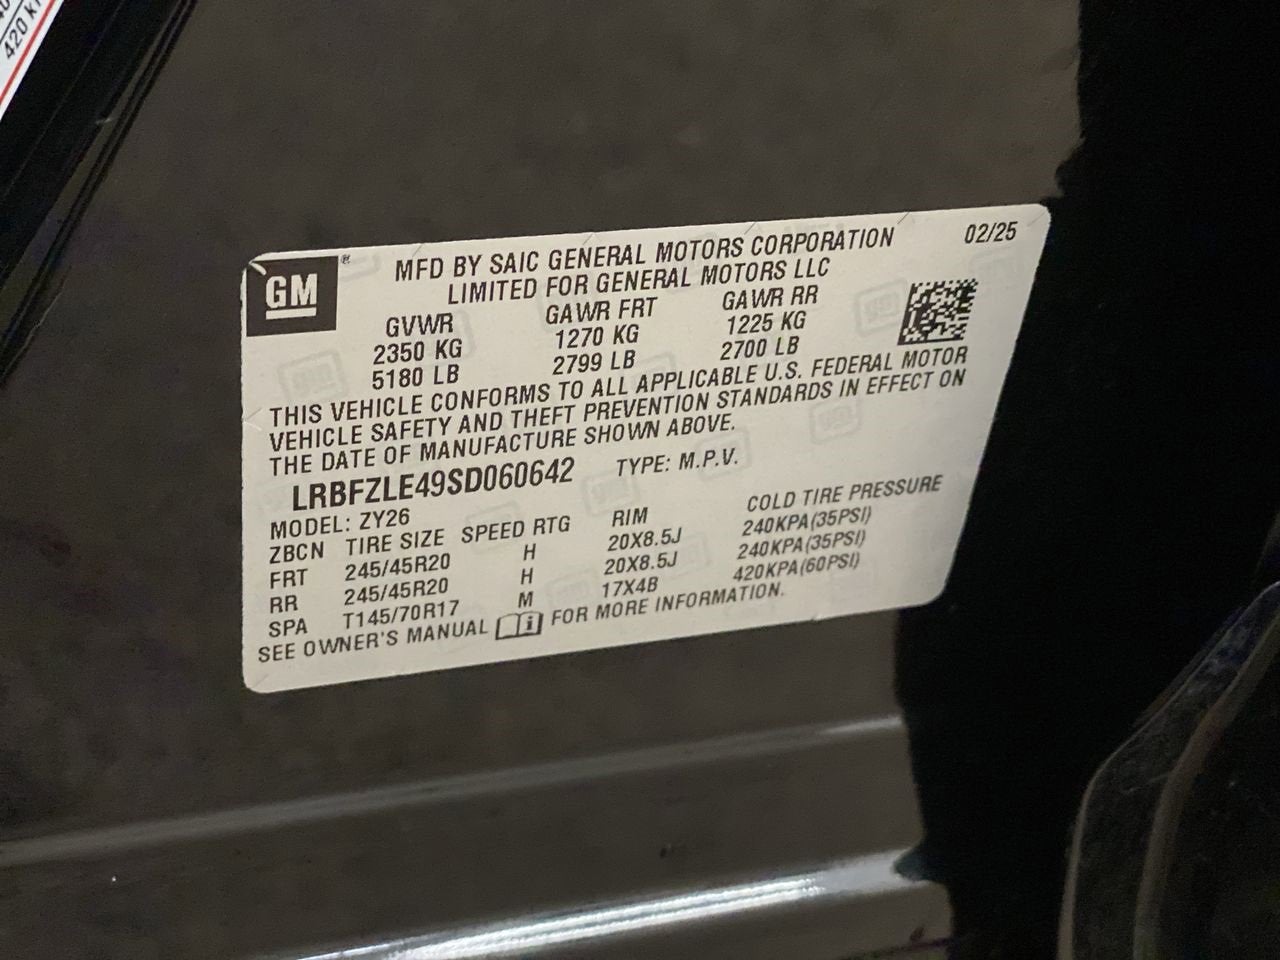 420 k
GM ®
MFD BY SAIC GENERAL MOTORS CORPORATION 02/25
LIMITED FOR GENERAL MOTORS LLC
GVWR GAWR FRT GAWR RR
2350 KG 1270 KG 1225 KG
5180 LB 2799 LB 2700 LB
THIS VEHICLE CONFORMS TO ALL APPLICABLE U.S. FEDERAL MOTOR
VEHICLE SAFETY AND THEFT PREVENTION STANDARDS IN EFFECT ON
THE DATE OF MANUFACTURE SHOWN ABOVE.
LRBFZLE49SD060642 TYPE: M.P.V.
MODEL: ZY26
ZBCN TIRE SIZE SPEED RTG RIM COLD TIRE PRESSURE
FRT 245/45R20 H 20X8.5J 240KPA(35PSI)
RR 245/45R20 H 20X8.5J 240KPA(35PSI)
SPA T145/70R17 M 17X4B 420KPA(60PSI)
SEE OWNER'S MANUAL i FOR MORE INFORMATION.